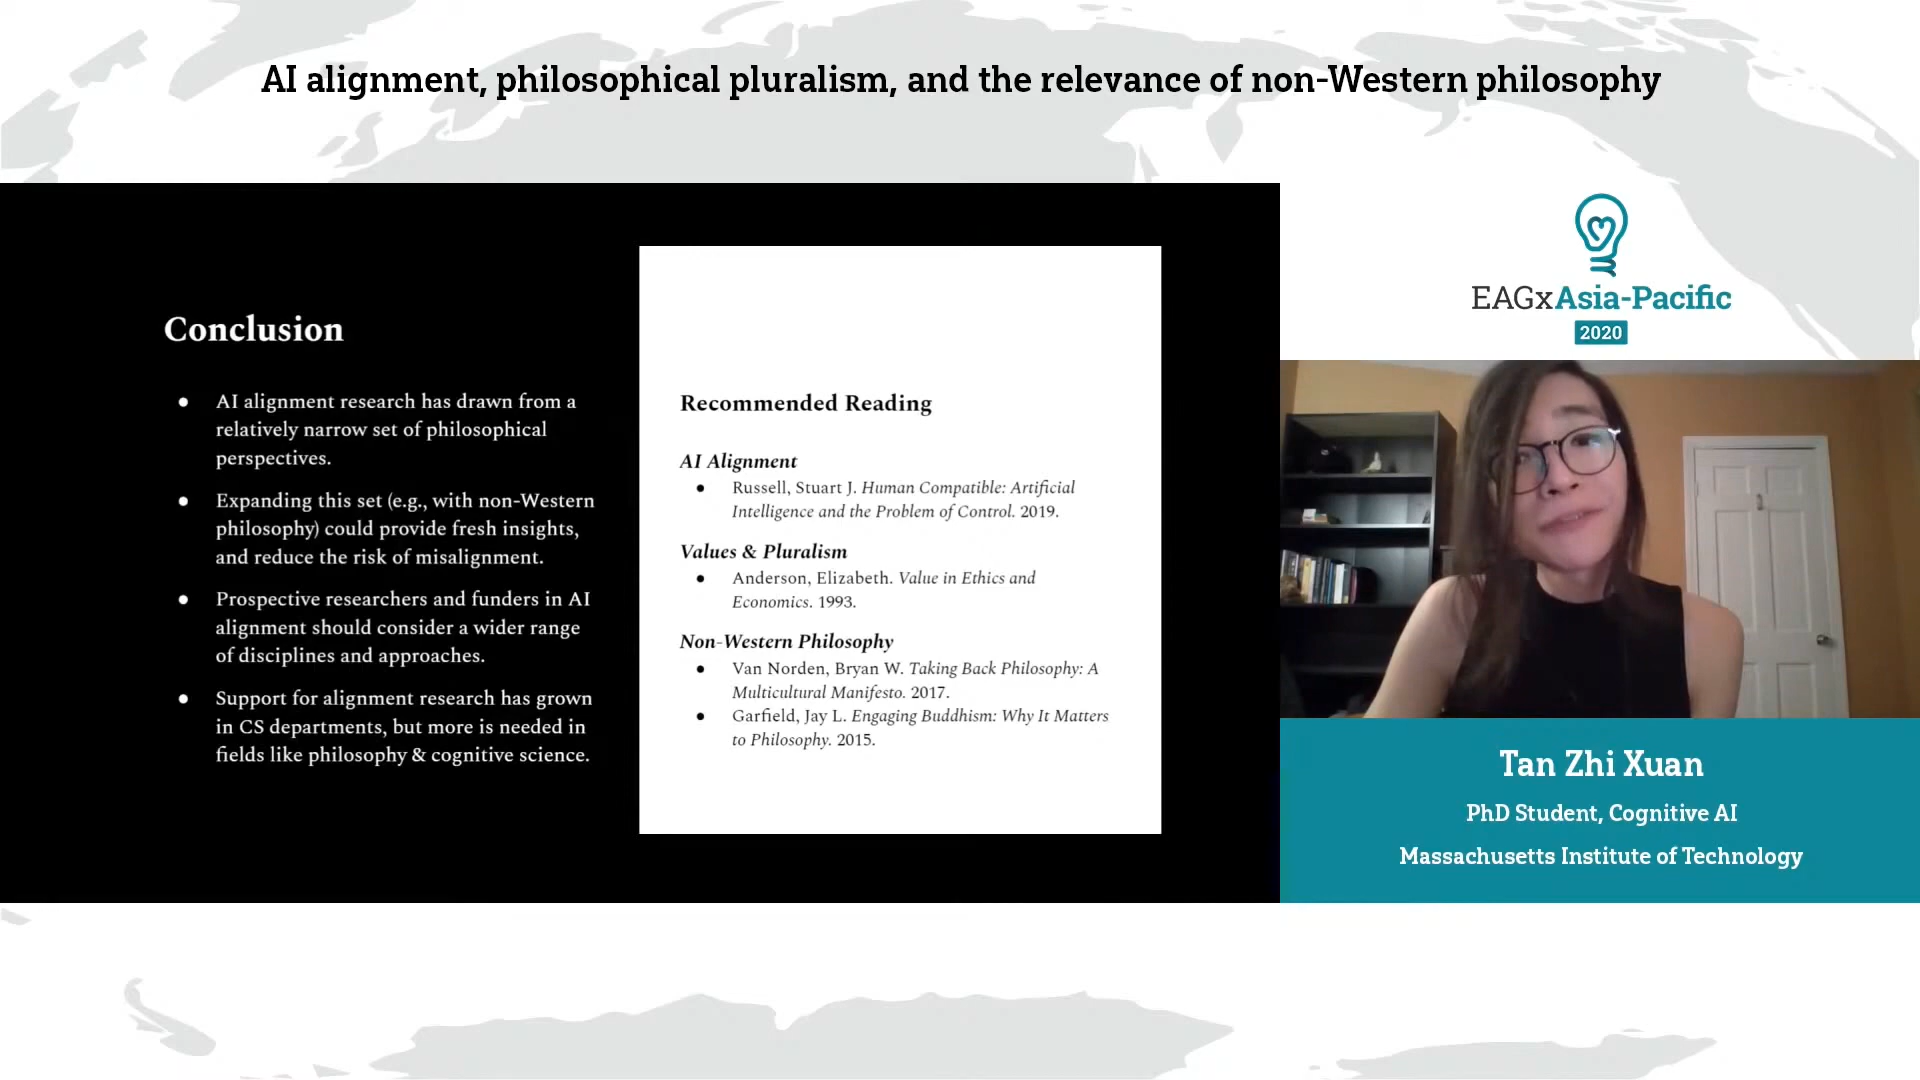 AI alignment, philosophical pluralism, and the relevance of non-Western philosophy
Conclusion
● AI alignment research has drawn from a
relatively narrow set of philosophical
perspectives.
● Expanding this set (e.g., with non-Western
philosophy) could provide fresh insights,
and reduce the risk of misalignment.
● Prospective researchers and funders in AI
alignment should consider a wider range
of disciplines and approaches.
● Support for alignment research has grown
in CS departments, but more is needed in
fields like philosophy & cognitive science.
Recommended Reading
AI Alignment
● Russell, Stuart J. Human Compatible: Artificial
Intelligence and the Problem of Control. 2019.
Values & Pluralism
● Anderson, Elizabeth. Value in Ethics and
Economics. 1993.
Non-Western Philosophy
● Van Norden, Bryan W. Taking Back Philosophy: A
Multicultural Manifesto. 2017.
● Garfield, Jay L. Engaging Buddhism: Why It Matters
to Philosophy. 2015.
EAGxAsia-Pacific
2020
Tan Zhi Xuan
PhD Student, Cognitive AI
Massachusetts Institute of Technology